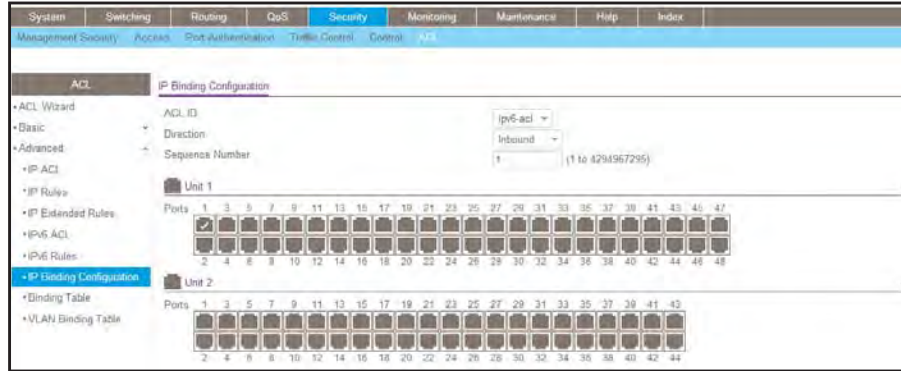 System Switching Routing QoS Security Monitoring Maintenance Help Index
Management Security Access Port Authentication Traffic Control Control ACL
ACL
IP Binding Configuration
• ACL Wizard
• Basic
• Advanced
• IP ACL
• IP Rules
• IP Extended Rules
• IPv6 ACL
• IPv6 Rules
• IP Binding Configuration
• Binding Table
• VLAN Binding Table
ACL ID ipv6-acl
Direction Inbound
Sequence Number 1 (1 to 4294967295)
Unit 1
Ports 1 3 5 7 9 11 13 15 17 19 21 23 25 27 29 31 33 35 37 39 41 43 45 47
2 4 6 8 10 12 14 16 18 20 22 24 26 28 30 32 34 36 38 40 42 44 46 48
Unit 2
Ports 1 3 5 7 9 11 13 15 17 19 21 23 25 27 29 31 33 35 37 39 41 43
2 4 6 8 10 12 14 16 18 20 22 24 26 28 30 32 34 36 38 40 42 44